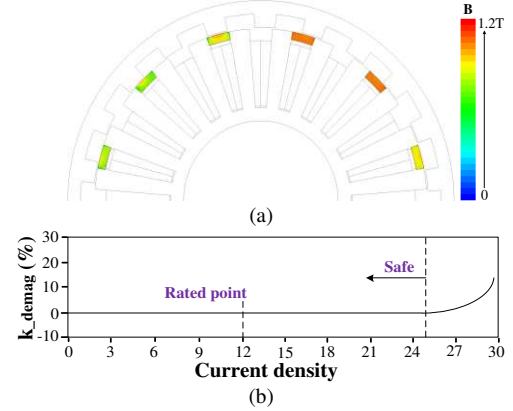 B
1.2T
0
(a)
k_demag (%)
30
20
10
0
-10
Rated point
Safe
0 3 6 9 12 15 18 21 24 27 30
Current density
(b)